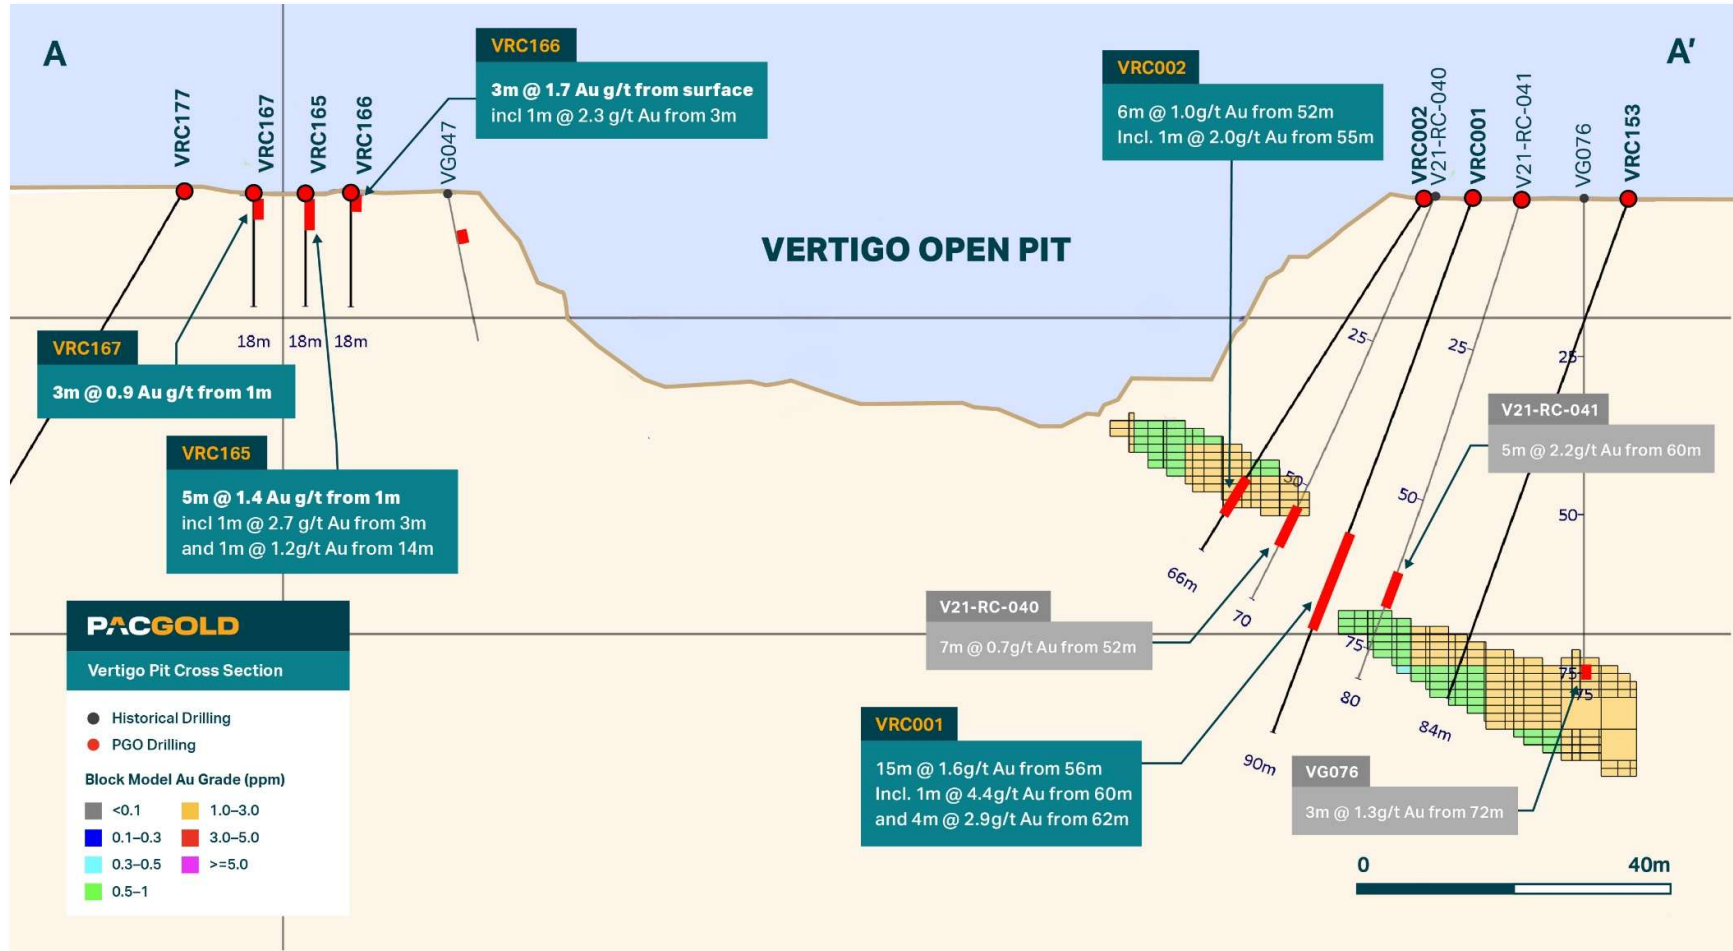 A
A'
VRC177
VRC167
VRC165
VRC166
VG047
VRC166
3m @ 1.7 Au g/t from surface
incl 1m @ 2.3 g/t Au from 3m
VRC002
6m @ 1.0g/t Au from 52m
Incl. 1m @ 2.0g/t Au from 55m
VRC002
V21-RC-040
VRC001
V21-RC-041
VG076
VRC153
VERTIGO OPEN PIT
18m
18m
18m
VRC167
3m @ 0.9 Au g/t from 1m
VRC165
5m @ 1.4 Au g/t from 1m
incl 1m @ 2.7 g/t Au from 3m
and 1m @ 1.2g/t Au from 14m
25
25
25
V21-RC-041
5m @ 2.2g/t Au from 60m
50
50
50
66m
70
75
80
84m
90m
75
75
V21-RC-040
7m @ 0.7g/t Au from 52m
VRC001
15m @ 1.6g/t Au from 56m
Incl. 1m @ 4.4g/t Au from 60m
and 4m @ 2.9g/t Au from 62m
VG076
3m @ 1.3g/t Au from 72m
PACGOLD
Vertigo Pit Cross Section
Historical Drilling
PGO Drilling
Block Model Au Grade (ppm)
<0.1
1.0–3.0
0.1–0.3
3.0–5.0
0.3–0.5
>=5.0
0.5–1
0
40m